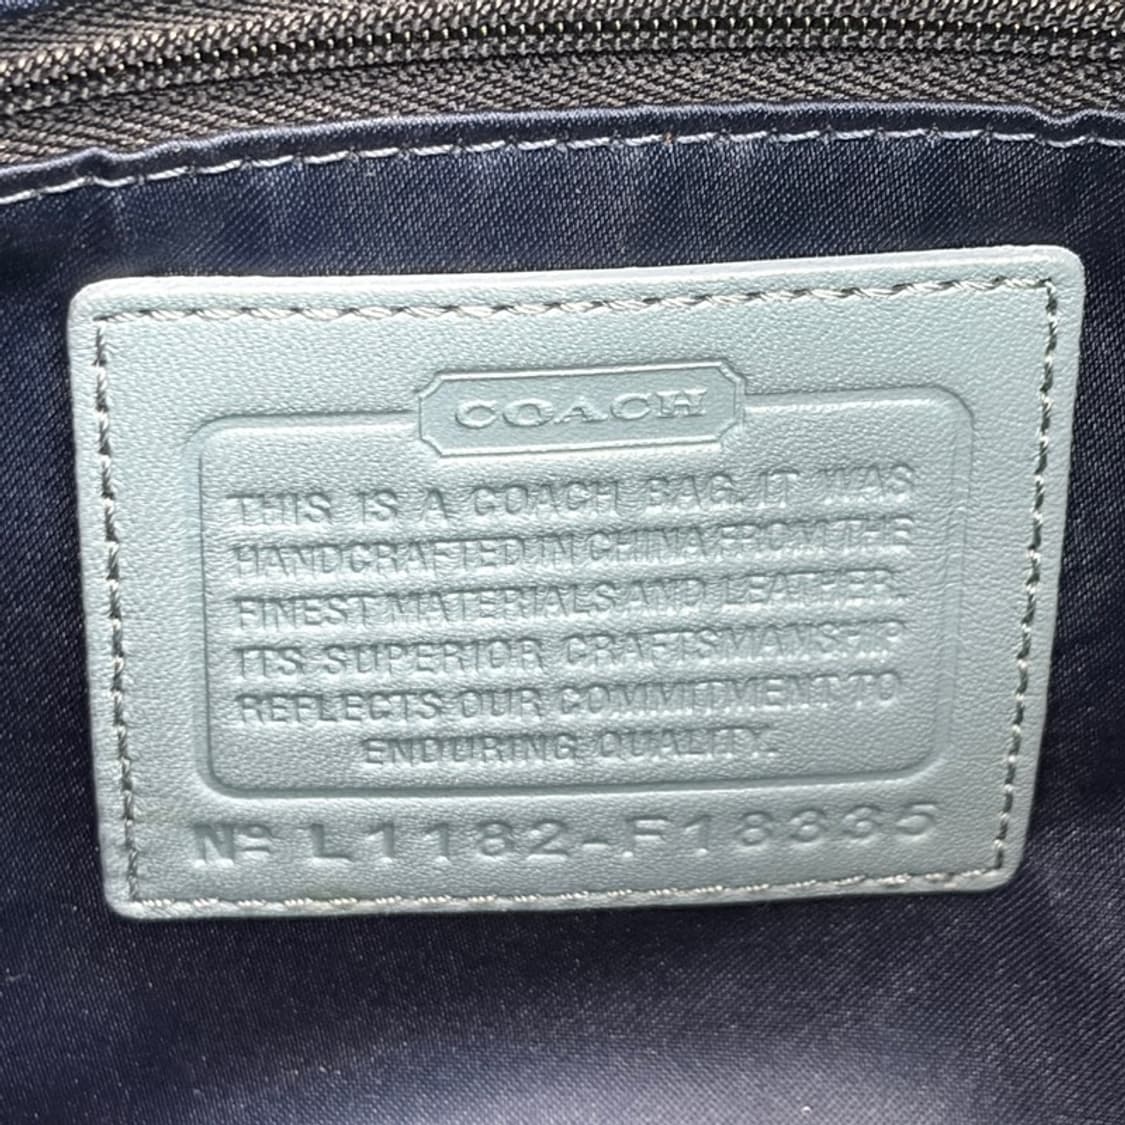 COACH
THIS IS A COACH BAG. IT WAS
HANDCRAFTED IN CHINA FROM THE
FINEST MATERIALS AND LEATHER.
ITS SUPERIOR CRAFTSMANSHIP
REFLECTS OUR COMMITMENT TO
ENDURING QUALITY.
Nº L1182-F18335